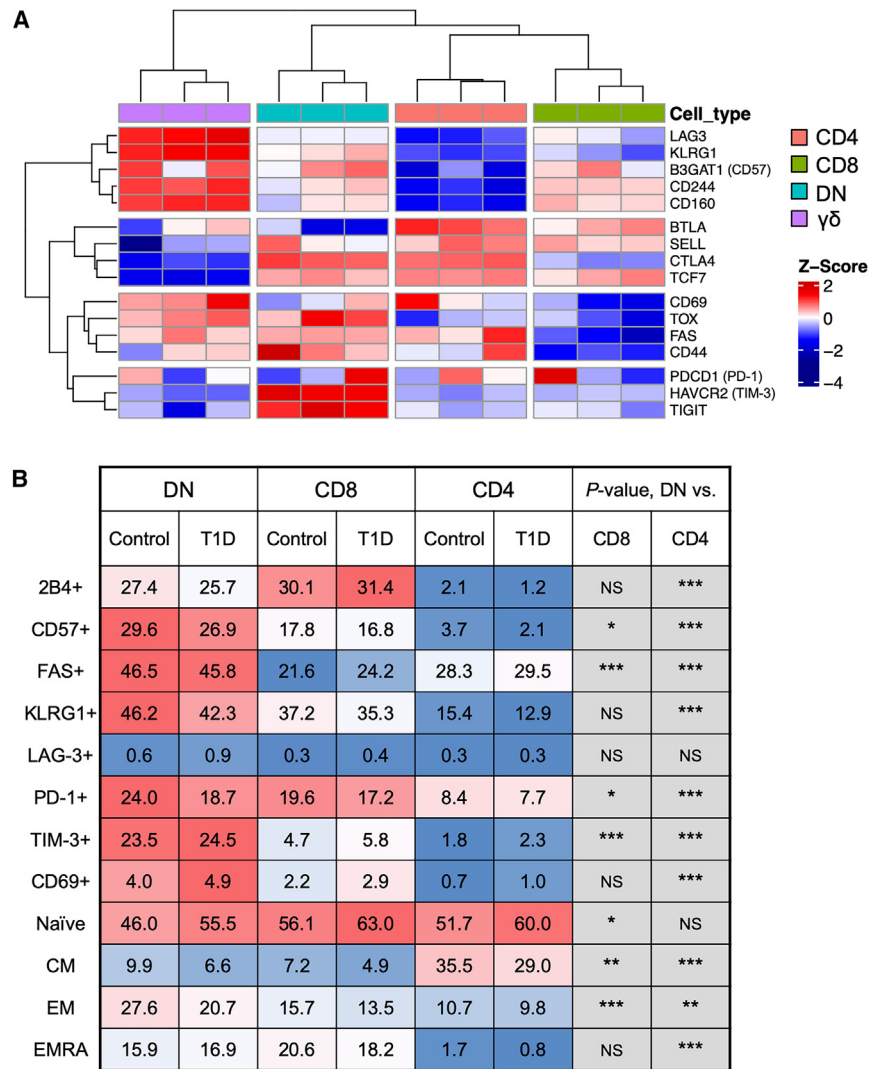 A
Cell_type
LAG3
KLRG1
B3GAT1 (CD57)
CD244
CD160
BTLA
SELL
CTLA4
TCF7
CD69
TOX
FAS
CD44
PDCD1 (PD-1)
HAVCR2 (TIM-3)
TIGIT
CD4
CD8
DN
γδ
Z-Score
2
0
−2
−4
B
DN CD8 CD4 P-value, DN vs.
Control T1D Control T1D Control T1D CD8 CD4
2B4+ 27.4 25.7 30.1 31.4 2.1 1.2 NS ***
CD57+ 29.6 26.9 17.8 16.8 3.7 2.1 * ***
FAS+ 46.5 45.8 21.6 24.2 28.3 29.5 *** ***
KLRG1+ 46.2 42.3 37.2 35.3 15.4 12.9 NS ***
LAG-3+ 0.6 0.9 0.3 0.4 0.3 0.3 NS NS
PD-1+ 24.0 18.7 19.6 17.2 8.4 7.7 * ***
TIM-3+ 23.5 24.5 4.7 5.8 1.8 2.3 *** ***
CD69+ 4.0 4.9 2.2 2.9 0.7 1.0 NS ***
Naïve 46.0 55.5 56.1 63.0 51.7 60.0 * NS
CM 9.9 6.6 7.2 4.9 35.5 29.0 ** ***
EM 27.6 20.7 15.7 13.5 10.7 9.8 *** **
EMRA 15.9 16.9 20.6 18.2 1.7 0.8 NS ***